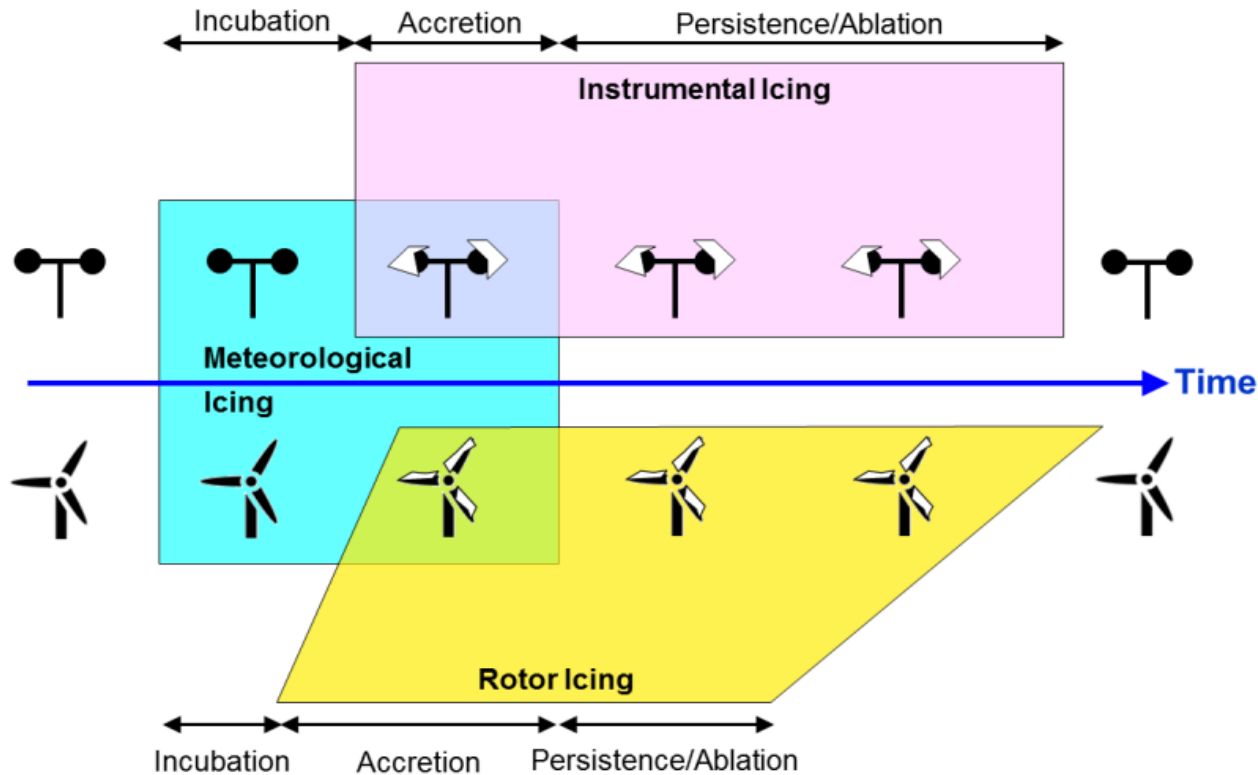 Incubation
Accretion
Persistence/Ablation
Instrumental Icing
Meteorological
Icing
Time
Rotor Icing
Incubation
Accretion
Persistence/Ablation